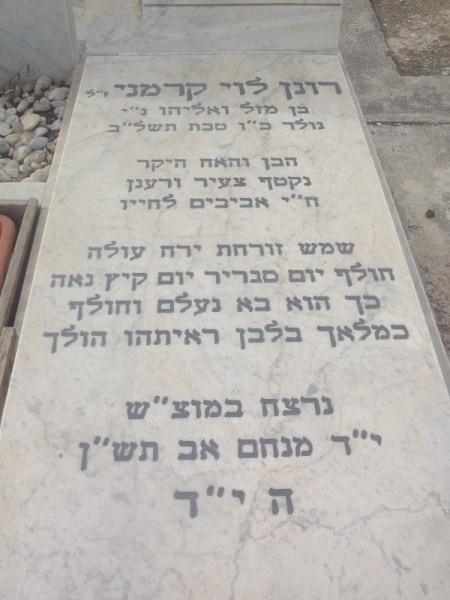 רונן לוי קרמני ז"ל
בן מזל ואליהו נ"י
נולד כ"ו טבת תשל"ב
הבן והאח היקר
נקטף צעיר ורענן
ח"י אביבים לחייו
שמש זורחת ירח עולה
חולף יום סגריר יום קיץ נאה
כך הוא בא נעלם וחולף
כמלאך בלבן ראיתהו הולך
נרצח במוצ"ש
י"ד מנחם אב תש"ן
ה י"ד